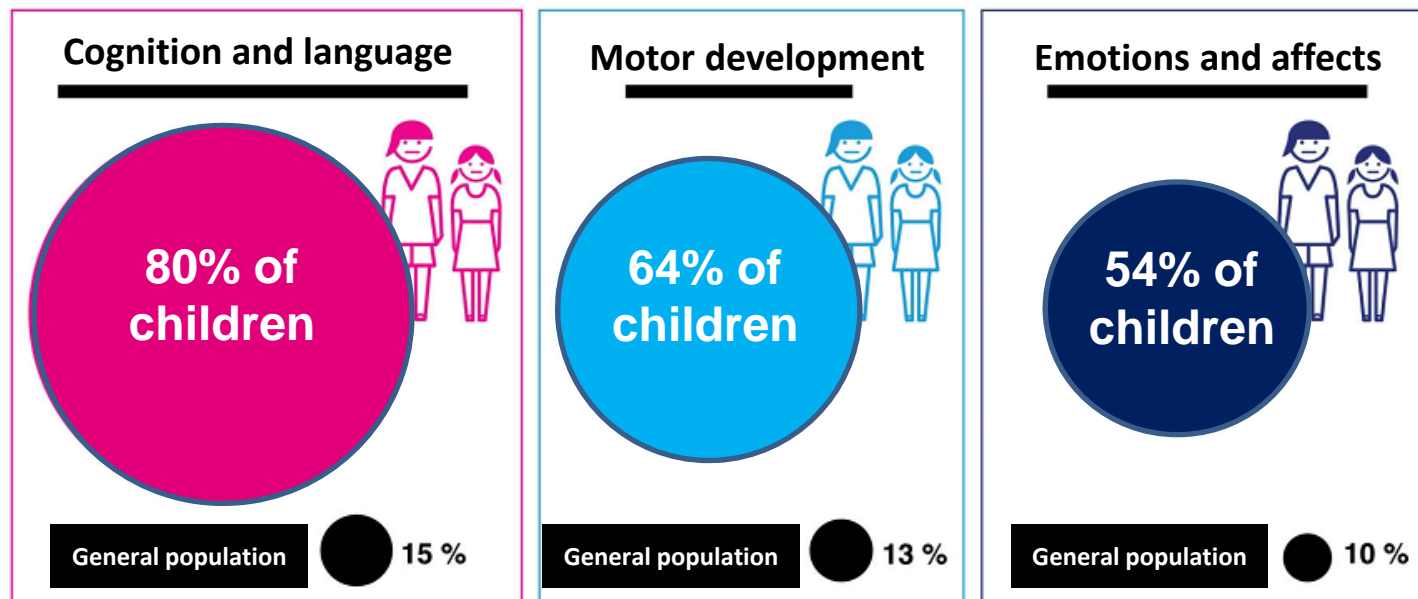 Cognition and language
80% of
children
General population
15 %
Motor development
64% of
children
General population
13 %
Emotions and affects
54% of
children
General population
10 %